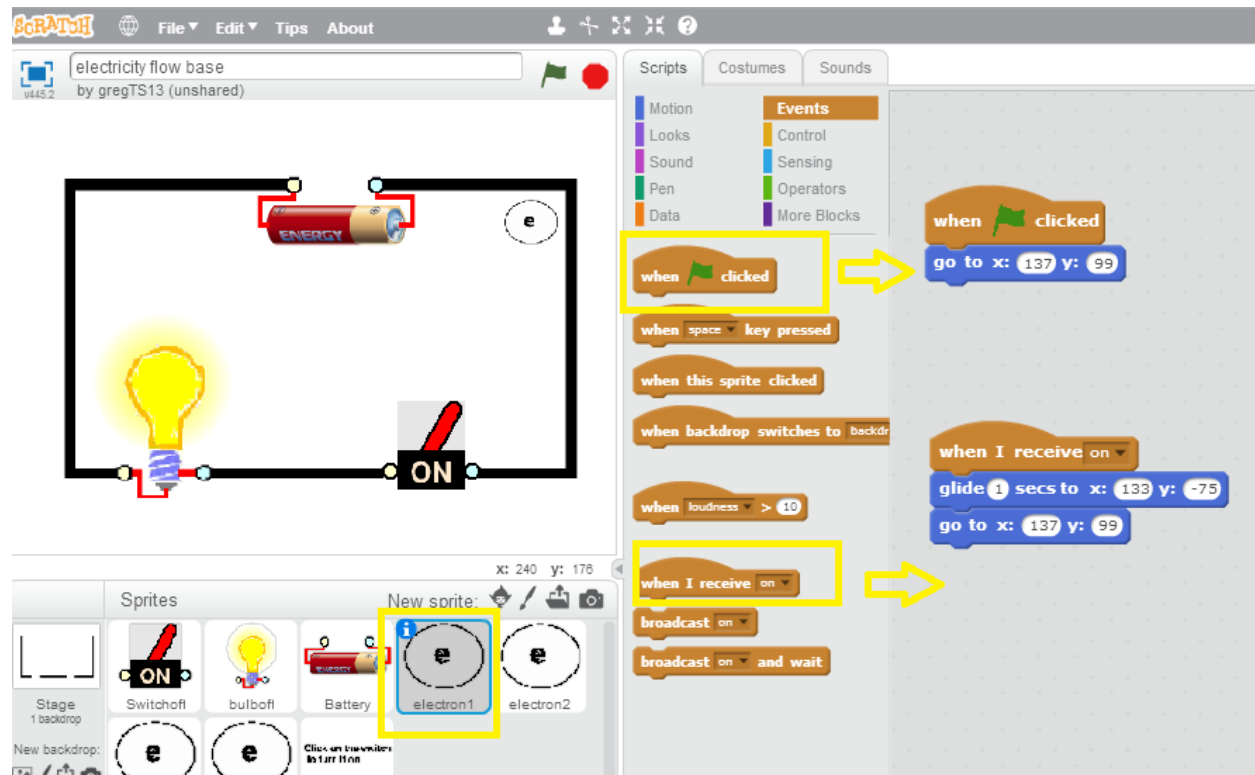 SCRATCH File Edit Tips About
electricity flow base
by gregTS13 (unshared)
v445.2
ENERGY
e
ON
x: 240 y: 176
Sprites New sprite:
ON
e
e
Switchofl bulbofl Battery electron1 electron2
Stage
1 backdrop
New backdrop:
e
e
Scripts Costumes Sounds
Motion Events
Looks Control
Sound Sensing
Pen Operators
Data More Blocks
when clicked
when space key pressed
when this sprite clicked
when backdrop switches to backdr
when loudness > 10
when I receive on
broadcast on
broadcast on and wait
when clicked
go to x: 137 y: 99
when I receive on
glide 1 secs to x: 133 y: -75
go to x: 137 y: 99